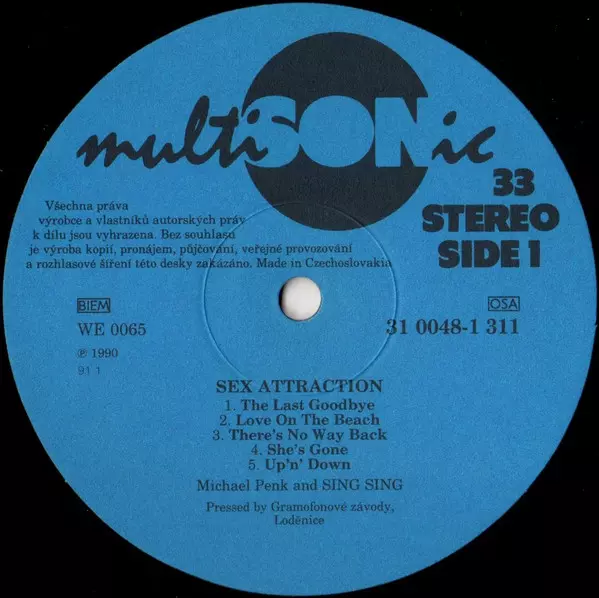 multiSONic
33
STEREO
SIDE 1
Všechna práva
výrobce a vlastníků autorských práv
k dílu jsou vyhrazena. Bez souhlasu
je výroba kopií, pronájem, půjčování, veřejné provozování
a rozhlasové šíření této desky zakázáno. Made in Czechoslovakia
BIEM
OSA
WE 0065
31 0048-1 311
℗ 1990
91 1
SEX ATTRACTION
1. The Last Goodbye
2. Love On The Beach
3. There's No Way Back
4. She's Gone
5. Up'n' Down
Michael Penk and SING SING
Pressed by Gramofonové závody,
Loděnice